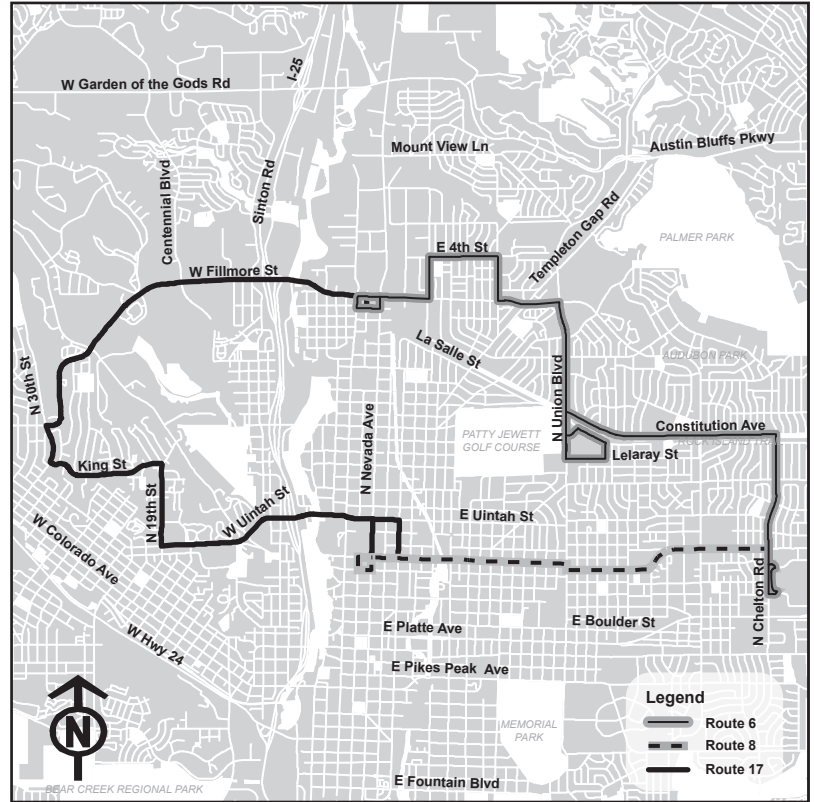 I-25
W Garden of the Gods Rd
Mount View Ln
Austin Bluffs Pkwy
Centennial Blvd
Sinton Rd
Templeton Gap Rd
PALMER PARK
E 4th St
W Fillmore St
La Salle St
AUDUBON PARK
N 30th St
N Union Blvd
N Nevada Ave
Constitution Ave
PATTY JEWETT
GOLF COURSE
ROCK ISLAND TRA
Lelaray St
King St
N 19th St
W Uintah St
E Uintah St
W Colorado Ave
N Chelton Rd
E Boulder St
E Platte Ave
W Hwy 24
E Pikes Peak Ave
MEMORIAL
PARK
N
BEAR CREEK REGIONAL PARK
E Fountain Blvd
Legend
Route 6
Route 8
Route 17